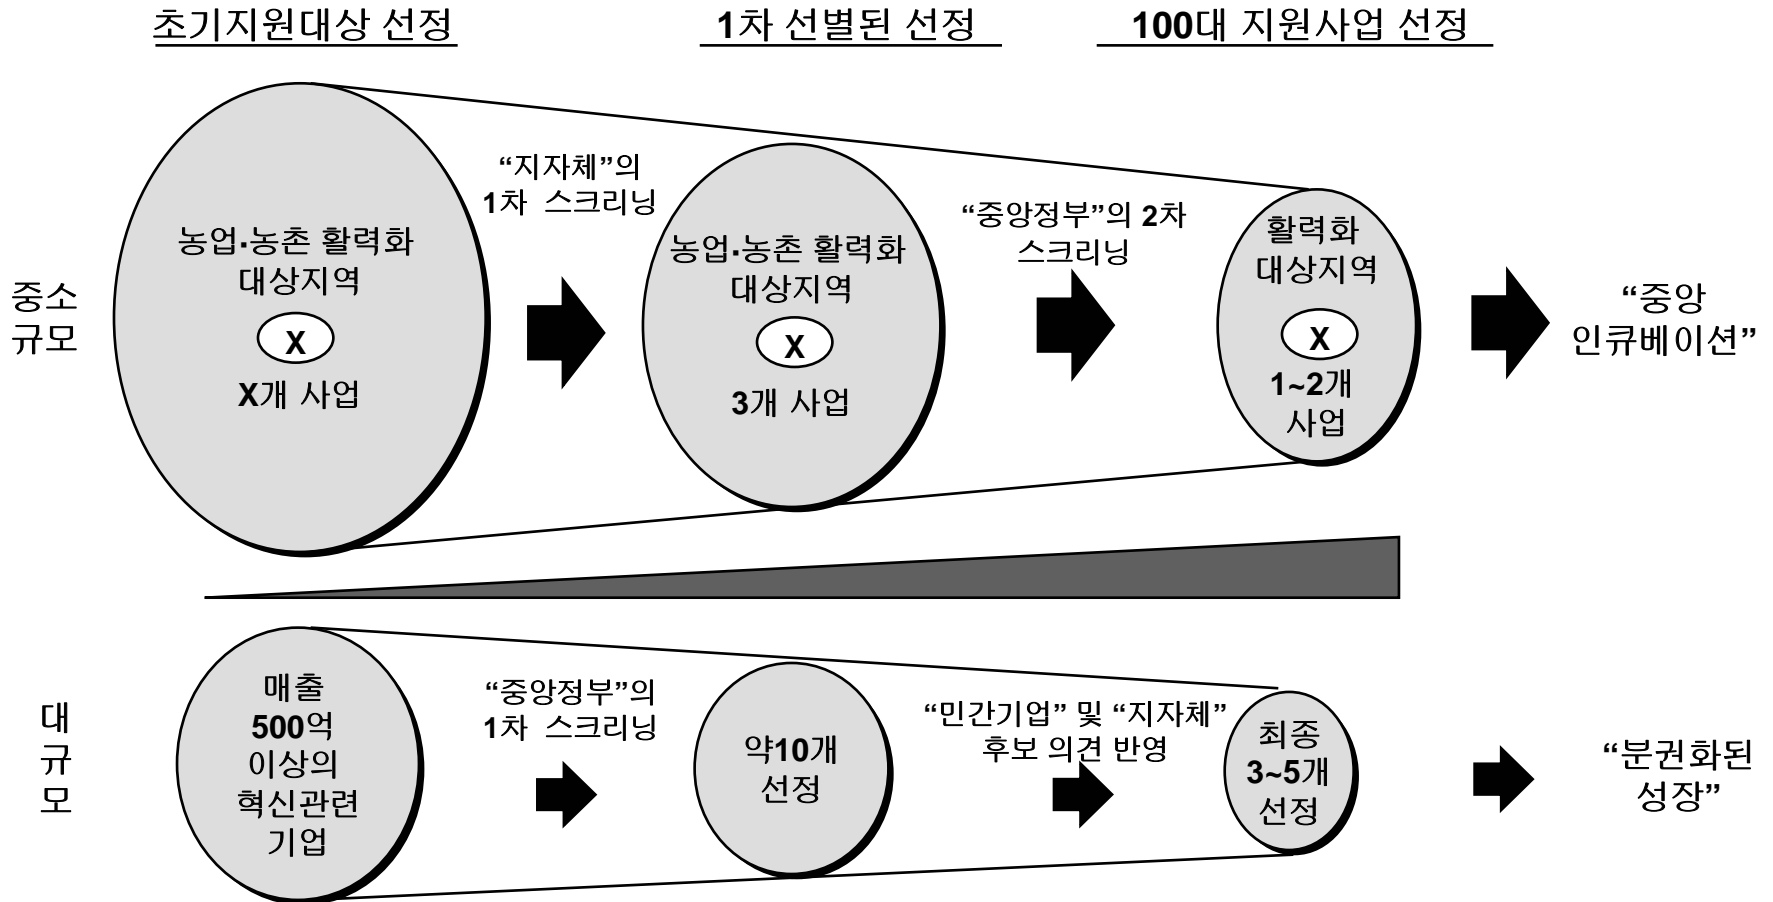 초기지원대상 선정
1차 선별된 선정
100대 지원사업 선정
중소
규모
농업·농촌 활력화
대상지역
X
X개 사업
“지자체”의
1차 스크리닝
농업·농촌 활력화
대상지역
X
3개 사업
“중앙정부”의 2차
스크리닝
활력화
대상지역
X
1~2개
사업
“중앙
인큐베이션”
대
규
모
매출
500억
이상의
혁신관련
기업
“중앙정부”의
1차 스크리닝
약10개
선정
“민간기업” 및 “지자체”
후보 의견 반영
최종
3~5개
선정
“분권화된
성장”